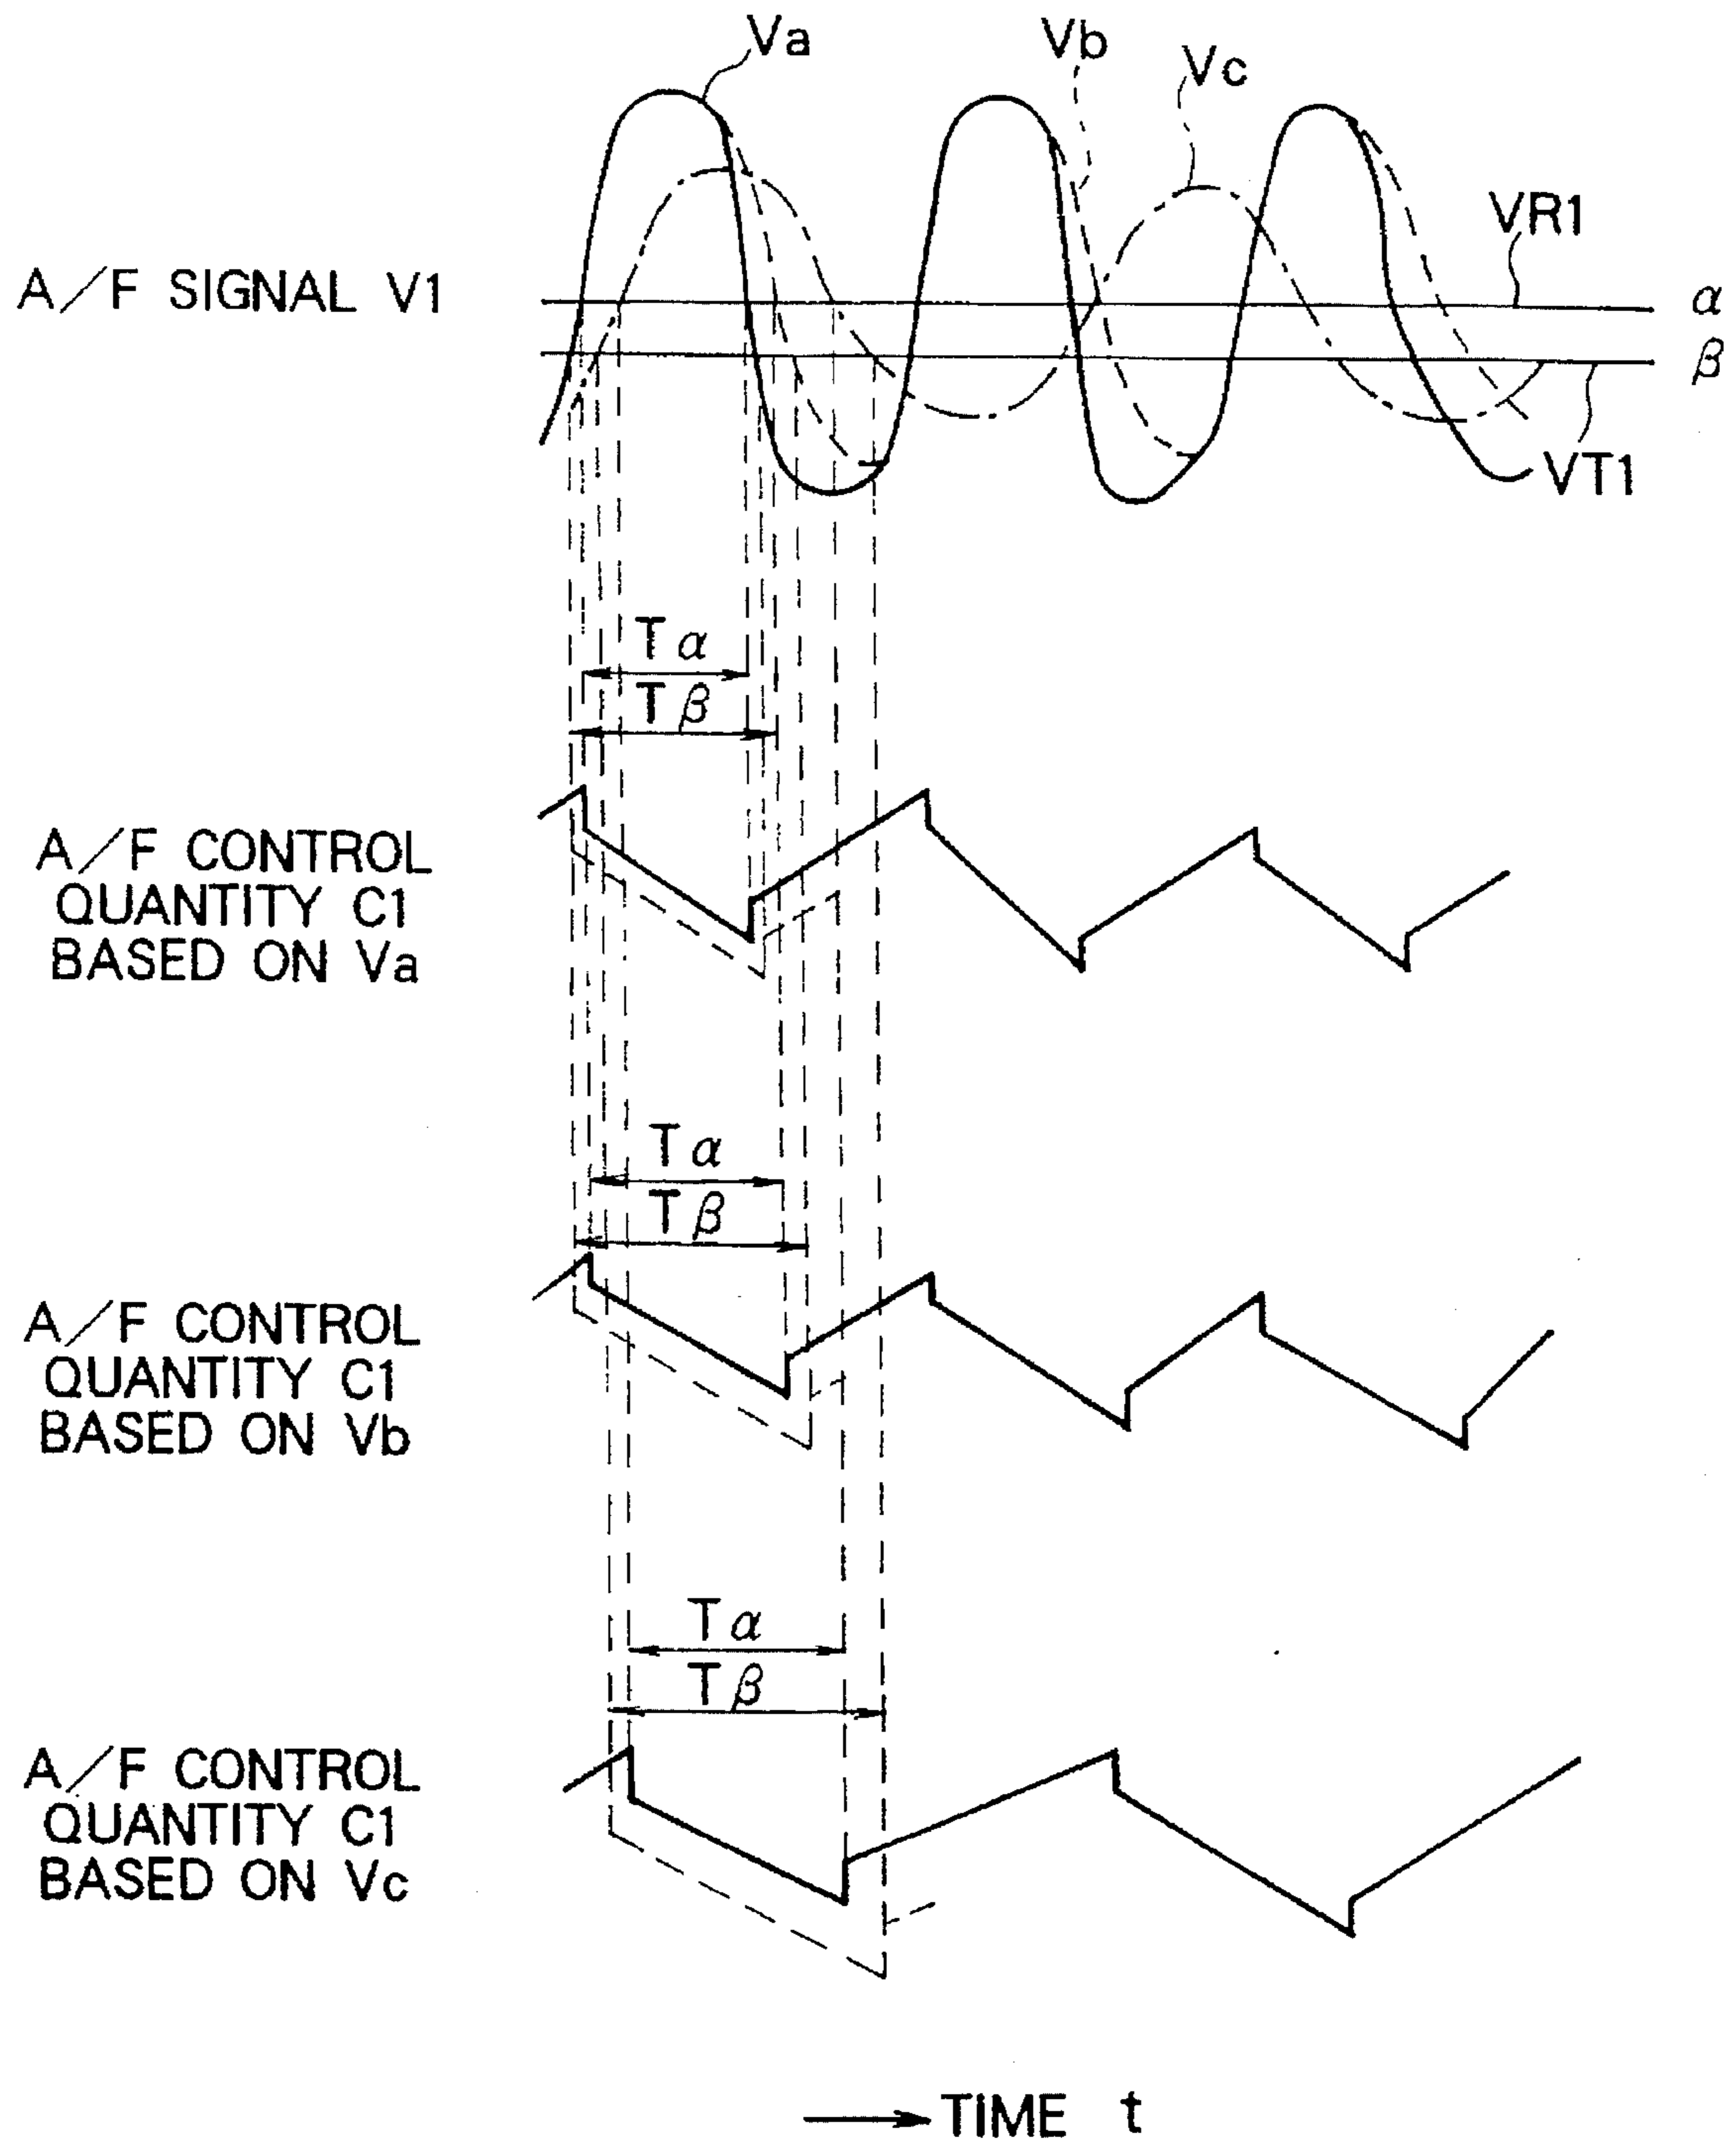 Va
Vb
Vc
VR1
A/F SIGNAL V1
α
β
VT1
Tα
Tβ
A/F CONTROL
QUANTITY C1
BASED ON Va
Tα
Tβ
A/F CONTROL
QUANTITY C1
BASED ON Vb
Tα
Tβ
A/F CONTROL
QUANTITY C1
BASED ON Vc
TIME t